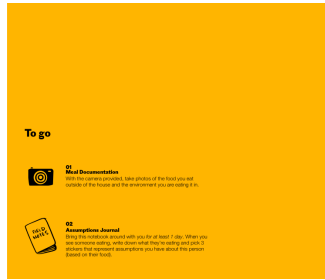 To go
01
Meal Documentation
With the camera provided, take photos of the food you eat
outside of the house and the environment you are eating it in.
FIELD
NOTES
02
Assumptions Journal
Bring this notebook around with you for at least 1 day. When you
see someone eating, write down what they're eating and pick 3
stickers that represent assumptions you have about this person
(based on their food).